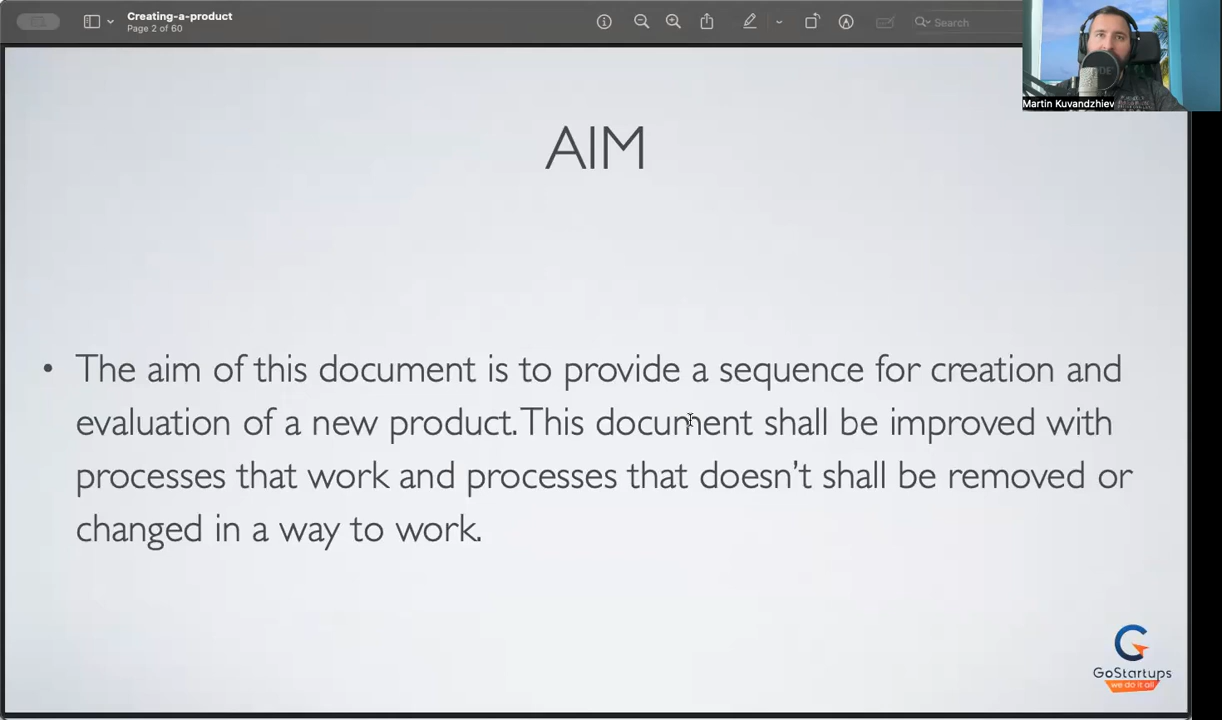 Creating-a-product
Page 2 of 60
Search
Martin Kuvandzhiev
AIM
• The aim of this document is to provide a sequence for creation and
evaluation of a new product. This document shall be improved with
processes that work and processes that doesn't shall be removed or
changed in a way to work.
GoStartups
we do it all